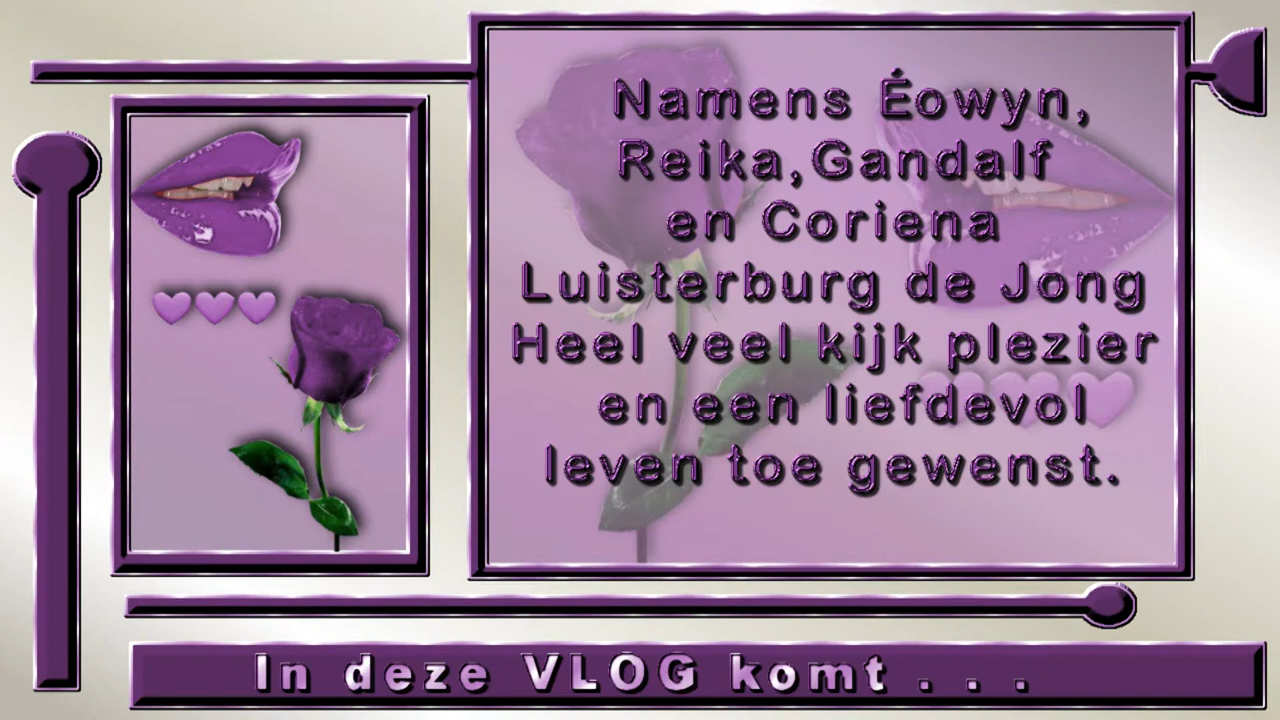 Namens Éowyn,
Reika,Gandalf
en Coriena
Luisterburg de Jong
Heel veel kijk plezier
en een liefdevol
leven toe gewenst.
In deze VLOG komt . . .